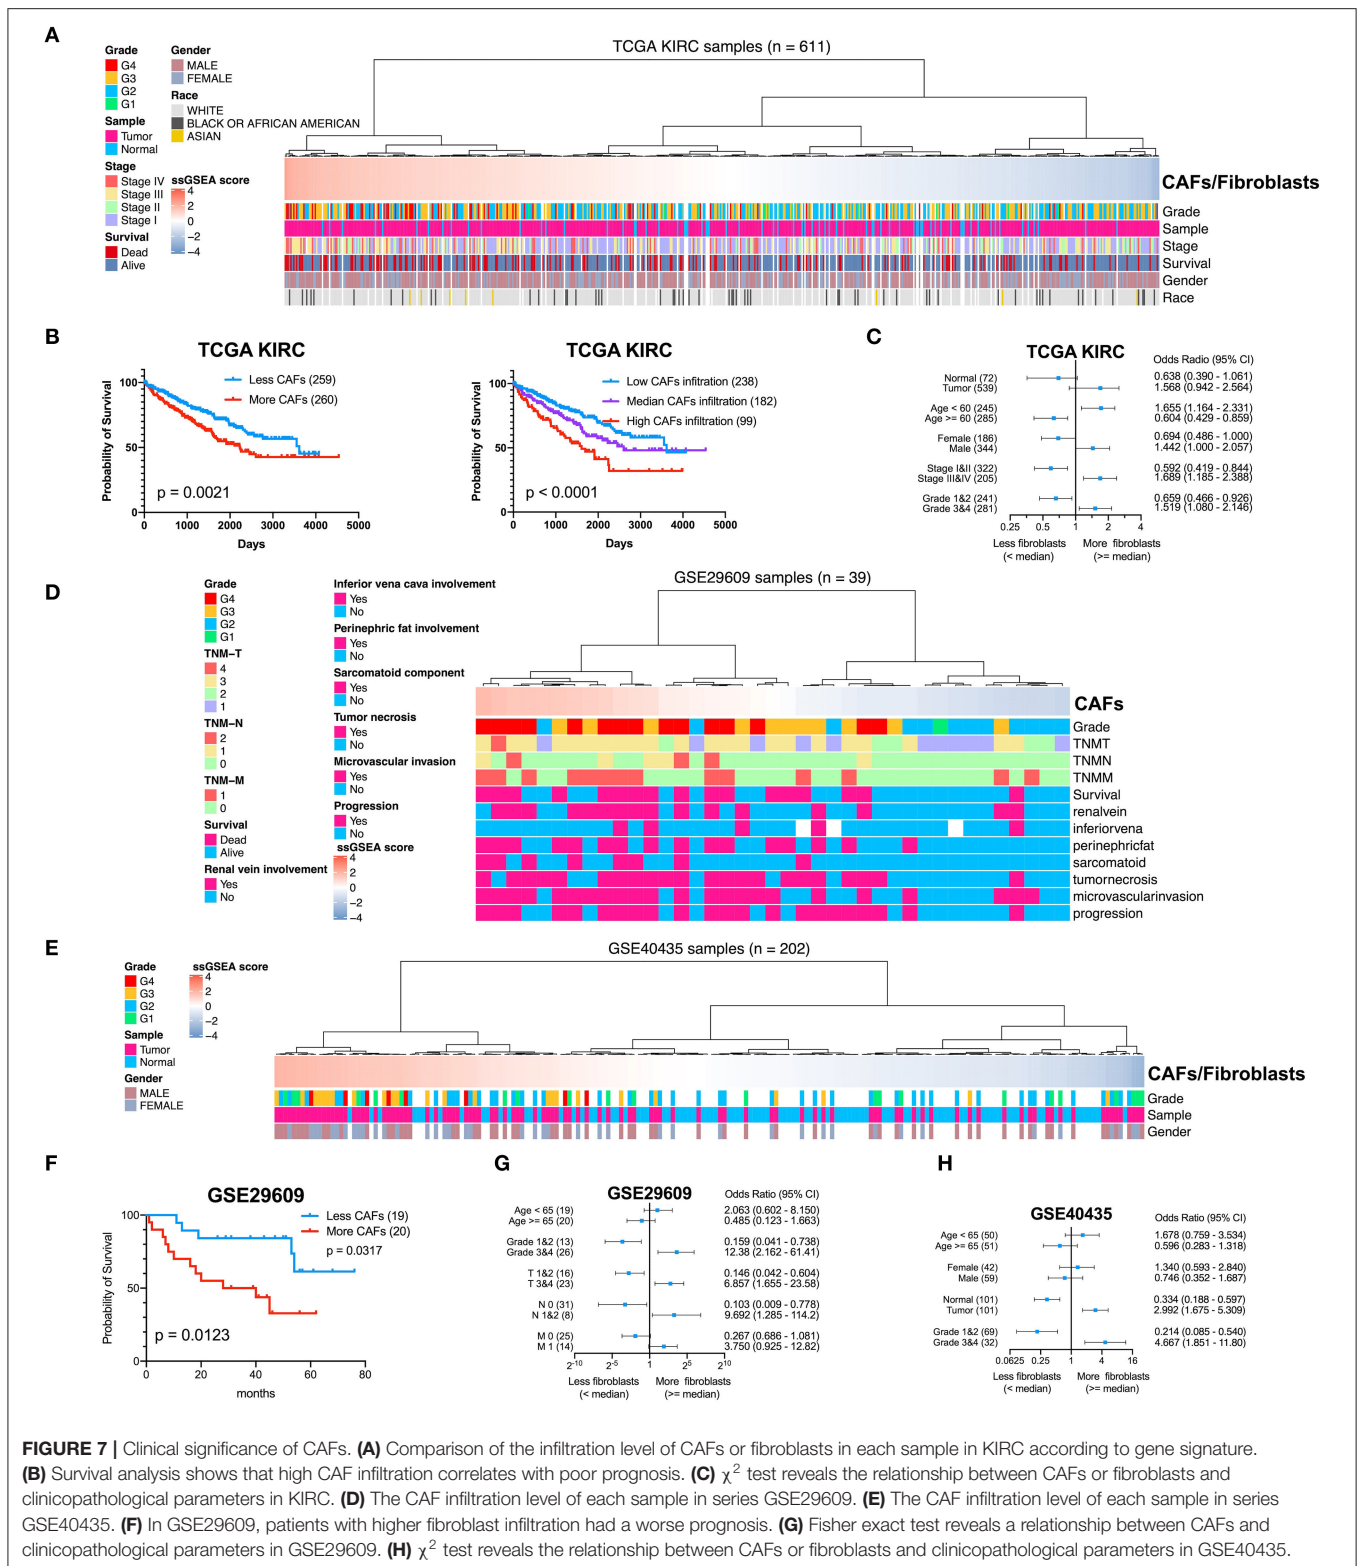 A
TCGA KIRC samples (n = 611)
Grade
G4
G3
G2
G1
Sample
Tumor
Normal
Stage
Stage IV
Stage III
Stage II
Stage I
Survival
Dead
Alive
Gender
MALE
FEMALE
Race
WHITE
BLACK OR AFRICAN AMERICAN
ASIAN
ssGSEA score
4
2
0
−2
−4
CAFs/Fibroblasts
Grade
Sample
Stage
Survival
Gender
Race
B
TCGA KIRC
Less CAFs (259)
More CAFs (260)
Probability of Survival
100
50
0
p = 0.0021
0 1000 2000 3000 4000 5000
Days
TCGA KIRC
Low CAFs infiltration (238)
Median CAFs infiltration (182)
High CAFs infiltration (99)
Probability of Survival
100
50
0
p < 0.0001
0 1000 2000 3000 4000 5000
Days
C
TCGA KIRC
Odds Radio (95% CI)
Normal (72) 0.638 (0.390 - 1.061)
Tumor (539) 1.568 (0.942 - 2.564)
Age < 60 (245) 1.655 (1.164 - 2.331)
Age >= 60 (285) 0.604 (0.429 - 0.859)
Female (186) 0.694 (0.486 - 1.000)
Male (344) 1.442 (1.000 - 2.057)
Stage I&II (322) 0.592 (0.419 - 0.844)
Stage III&IV (205) 1.689 (1.185 - 2.388)
Grade 1&2 (241) 0.659 (0.466 - 0.926)
Grade 3&4 (281) 1.519 (1.080 - 2.146)
0.25 0.5 1 2 4
Less fibroblasts More fibroblasts
(< median) (>= median)
D
GSE29609 samples (n = 39)
Grade
G4
G3
G2
G1
TNM−T
4
3
2
1
TNM−N
2
1
0
TNM−M
1
0
Survival
Dead
Alive
Renal vein involvement
Yes
No
Inferior vena cava involvement
Yes
No
Perinephric fat involvement
Yes
No
Sarcomatoid component
Yes
No
Tumor necrosis
Yes
No
Microvascular invasion
Yes
No
Progression
Yes
No
ssGSEA score
4
2
0
−2
−4
CAFs
Grade
TNMT
TNMN
TNMM
Survival
renalvein
inferiorvena
perinephricfat
sarcomatoid
tumornecrosis
microvascularinvasion
progression
E
GSE40435 samples (n = 202)
Grade
G4
G3
G2
G1
Sample
Tumor
Normal
Gender
MALE
FEMALE
ssGSEA score
4
2
0
−2
−4
CAFs/Fibroblasts
Grade
Sample
Gender
F
GSE29609
Less CAFs (19)
More CAFs (20)
p = 0.0317
Probability of Survival
100
50
0
p = 0.0123
0 20 40 60 80
months
G
GSE29609
Odds Ratio (95% CI)
Age < 65 (19) 2.063 (0.602 - 8.150)
Age >= 65 (20) 0.485 (0.123 - 1.663)
Grade 1&2 (13) 0.159 (0.041 - 0.738)
Grade 3&4 (26) 12.38 (2.162 - 61.41)
T 1&2 (16) 0.146 (0.042 - 0.604)
T 3&4 (23) 6.857 (1.655 - 23.58)
N 0 (31) 0.103 (0.009 - 0.778)
N 1&2 (8) 9.692 (1.285 - 114.2)
M 0 (25) 0.267 (0.686 - 1.081)
M 1 (14) 3.750 (0.925 - 12.82)
2-10 2-5 1 25 210
Less fibroblasts More fibroblasts
(< median) (>= median)
H
GSE40435
Odds Ratio (95% CI)
Age < 65 (50) 1.678 (0.759 - 3.534)
Age >= 65 (51) 0.596 (0.283 - 1.318)
Female (42) 1.340 (0.593 - 2.840)
Male (59) 0.746 (0.352 - 1.687)
Normal (101) 0.334 (0.188 - 0.597)
Tumor (101) 2.992 (1.675 - 5.309)
Grade 1&2 (69) 0.214 (0.085 - 0.540)
Grade 3&4 (32) 4.667 (1.851 - 11.80)
0.0625 0.25 1 4 16
Less fibroblasts More fibroblasts
(< median) (>= median)
FIGURE 7 | Clinical significance of CAFs. (A) Comparison of the infiltration level of CAFs or fibroblasts in each sample in KIRC according to gene signature.
(B) Survival analysis shows that high CAF infiltration correlates with poor prognosis. (C) χ2 test reveals the relationship between CAFs or fibroblasts and
clinicopathological parameters in KIRC. (D) The CAF infiltration level of each sample in series GSE29609. (E) The CAF infiltration level of each sample in series
GSE40435. (F) In GSE29609, patients with higher fibroblast infiltration had a worse prognosis. (G) Fisher exact test reveals a relationship between CAFs and
clinicopathological parameters in GSE29609. (H) χ2 test reveals the relationship between CAFs or fibroblasts and clinicopathological parameters in GSE40435.